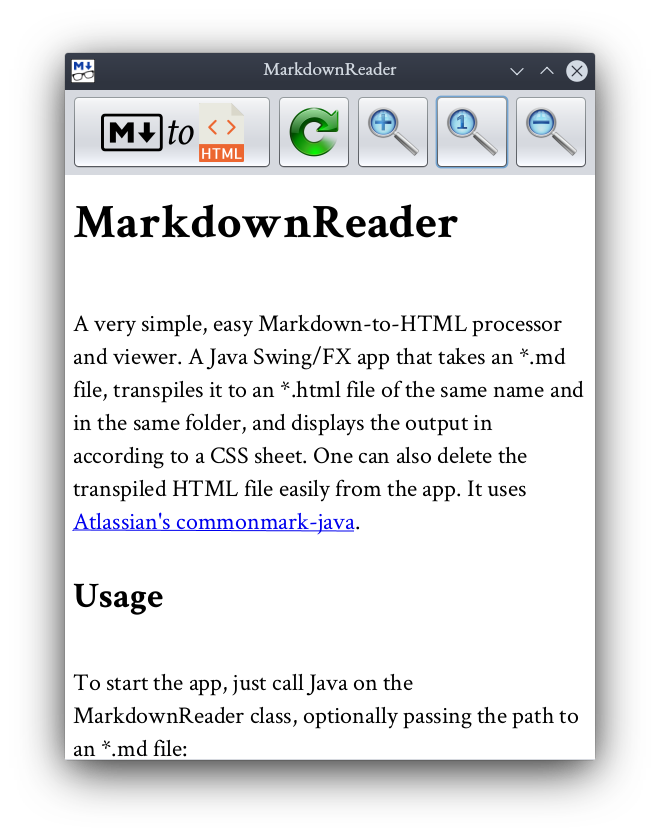 MarkdownReader
M↓ to HTML
1
MarkdownReader
A very simple, easy Markdown-to-HTML processor
and viewer. A Java Swing/FX app that takes an *.md
file, transpiles it to an *.html file of the same name and
in the same folder, and displays the output in
according to a CSS sheet. One can also delete the
transpiled HTML file easily from the app. It uses
Atlassian's commonmark-java.
Usage
To start the app, just call Java on the
MarkdownReader class, optionally passing the path to
an *.md file: